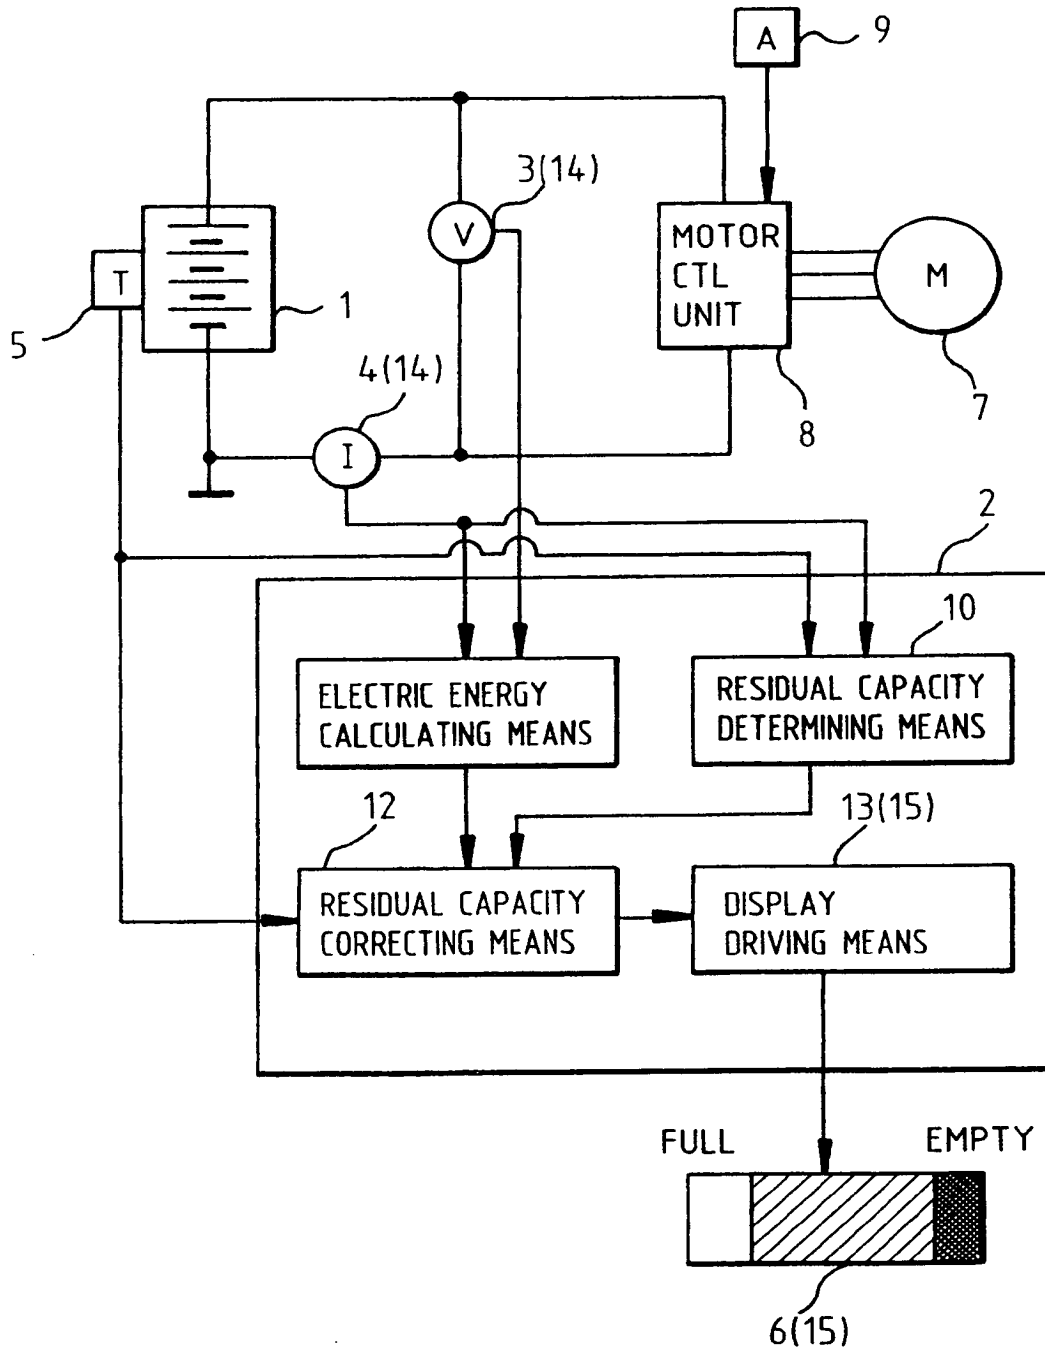 A
9
3(14)
V
MOTOR
CTL
UNIT
M
T
1
5
4(14)
8
7
I
2
10
ELECTRIC ENERGY
CALCULATING MEANS
RESIDUAL CAPACITY
DETERMINING MEANS
12
13(15)
RESIDUAL CAPACITY
CORRECTING MEANS
DISPLAY
DRIVING MEANS
FULL
EMPTY
6(15)